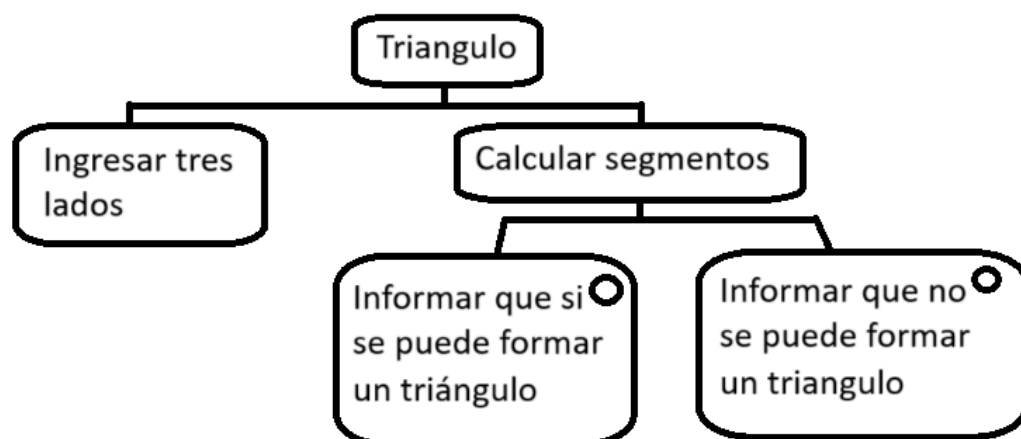 Triangulo
Ingresar tres
lados
Calcular segmentos
Informar que si
se puede formar
un triángulo
Informar que no
se puede formar
un triangulo